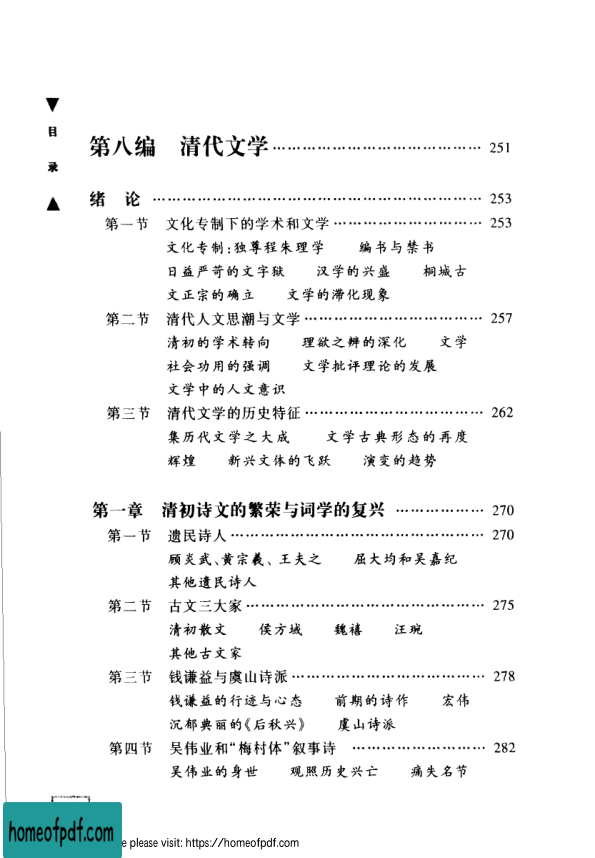 目录
第八编 清代文学 251
绪 论 253
第一节 文化专制下的学术和文学 253
文化专制:独尊程朱理学 编书与禁书
日益严苛的文字狱 汉学的兴盛 桐城古
文正宗的确立 文学的滞化现象
第二节 清代人文思潮与文学 257
清初的学术转向 理欲之辨的深化 文学
社会功用的强调 文学批评理论的发展
文学中的人文意识
第三节 清代文学的历史特征 262
集历代文学之大成 文学古典形态的再度
辉煌 新兴文体的飞跃 演变的趋势
第一章 清初诗文的繁荣与词学的复兴 270
第一节 遗民诗人 270
顾炎武、黄宗羲、王夫之 屈大均和吴嘉纪
其他遗民诗人
第二节 古文三大家 275
清初散文 侯方域 魏禧 汪琬
其他古文家
第三节 钱谦益与虞山诗派 278
钱谦益的行迹与心态 前期的诗作 宏伟
沉郁典丽的《后秋兴》 虞山诗派
第四节 吴伟业和“梅村体”叙事诗 282
吴伟业的身世 观照历史兴亡 痛失名节
homeofpdf.com
e please visit: https://homeofpdf.com